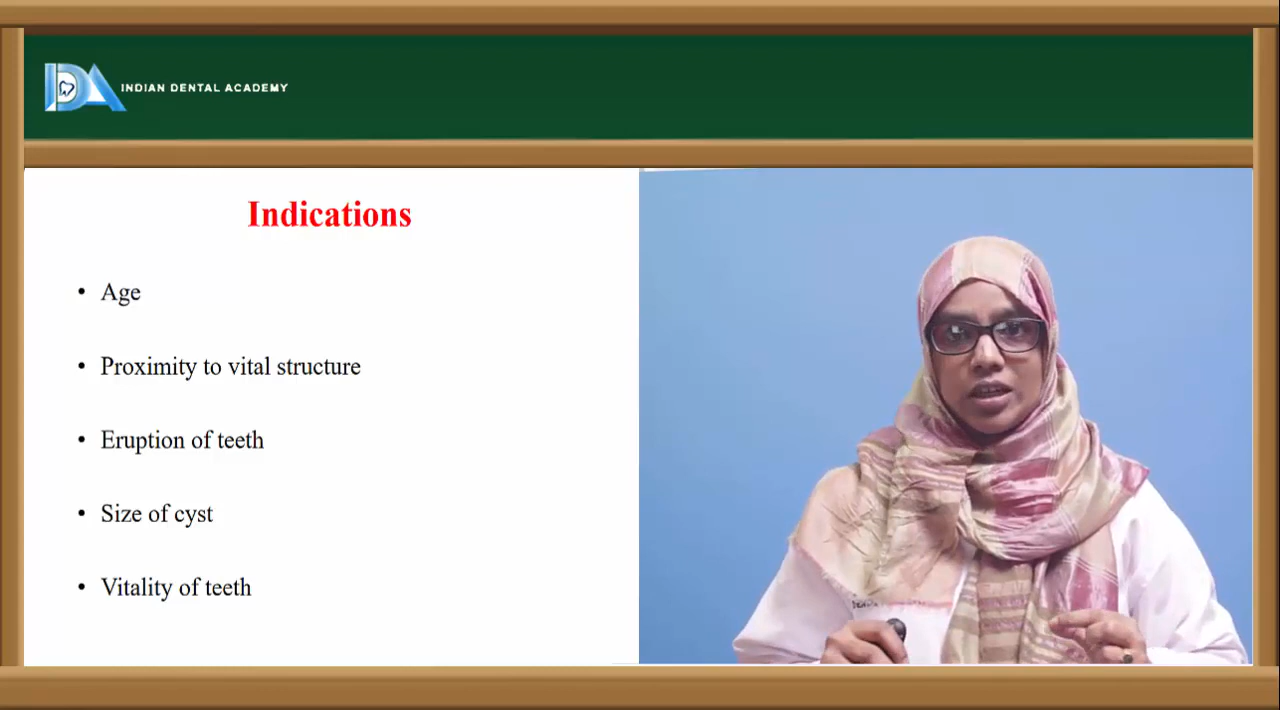 INDIAN DENTAL ACADEMY
Indications
• Age
• Proximity to vital structure
• Eruption of teeth
• Size of cyst
• Vitality of teeth